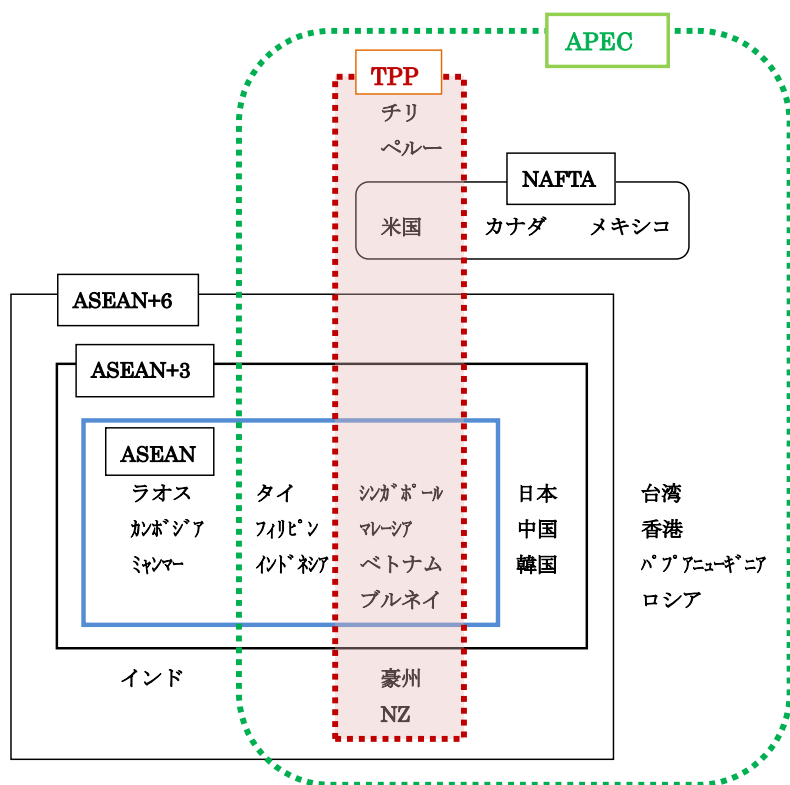 APEC
TPP
チリ
ペルー
NAFTA
米国 カナダ メキシコ
ASEAN+6
ASEAN+3
ASEAN
ラオス タイ ｼﾝｶﾞﾎﾟｰﾙ 日本 台湾
ｶﾝﾎﾞｼﾞｱ ﾌｨﾘﾋﾟﾝ ﾏﾚｰｼｱ 中国 香港
ﾐｬﾝﾏｰ ｲﾝﾄﾞﾈｼｱ ベトナム 韓国 ﾊﾟﾌﾟｱﾆｭｰｷﾞﾆｱ
ブルネイ ロシア
インド 豪州
NZ